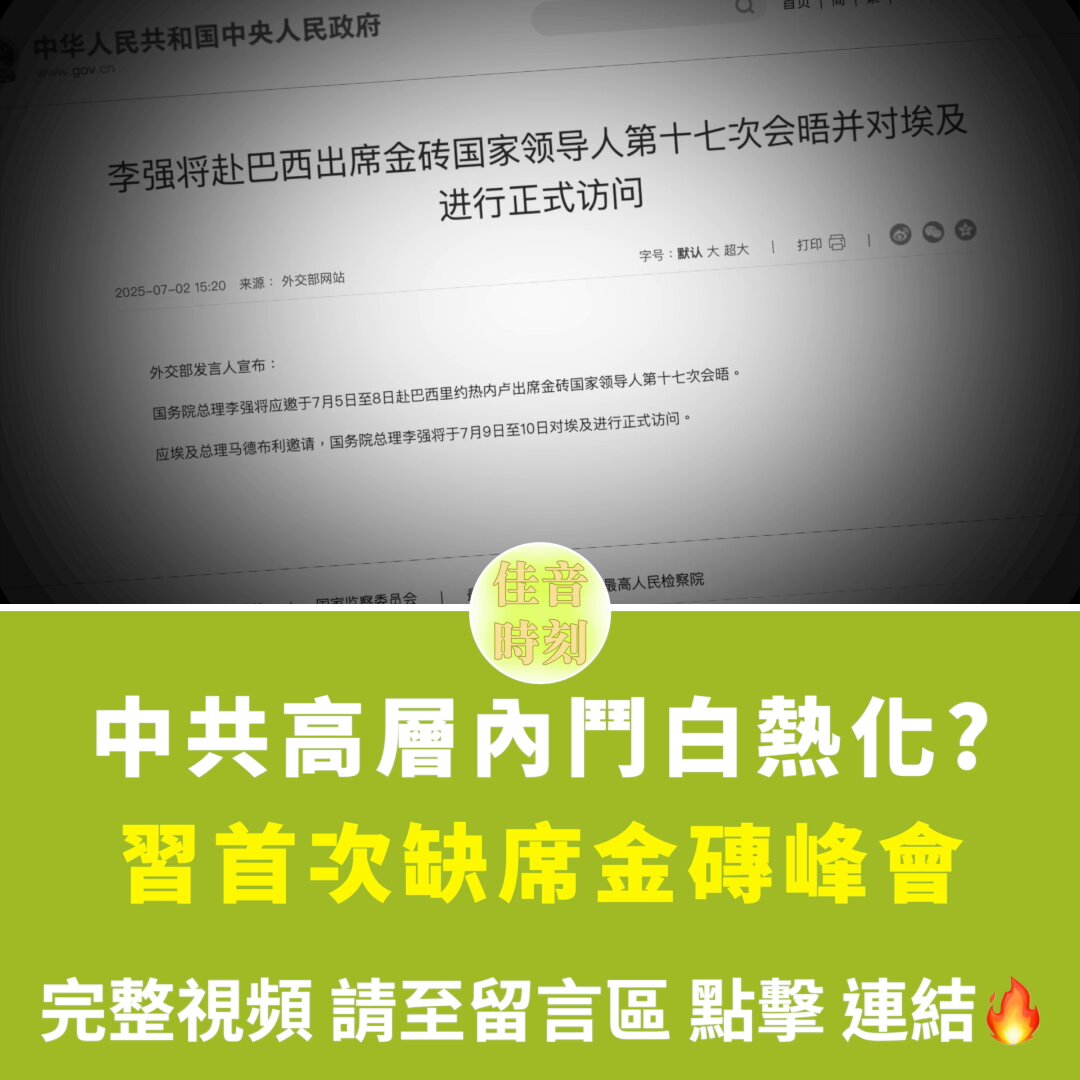 中华人民共和国中央人民政府
www.gov.cn
首页 | 简 | 繁
李强将赴巴西出席金砖国家领导人第十七次会晤并对埃及
进行正式访问
2025-07-02 15:20 来源： 外交部网站
字号：默认 大 超大 | 打印 |
外交部发言人宣布：
国务院总理李强将应邀于7月5日至8日赴巴西里约热内卢出席金砖国家领导人第十七次会晤。
应埃及总理马德布利邀请，国务院总理李强将于7月9日至10日对埃及进行正式访问。
国家监察委员会 |
最高人民检察院
佳音
時刻
中共高層內鬥白熱化?
習首次缺席金磚峰會
完整視頻 請至留言區 點擊 連結🔥